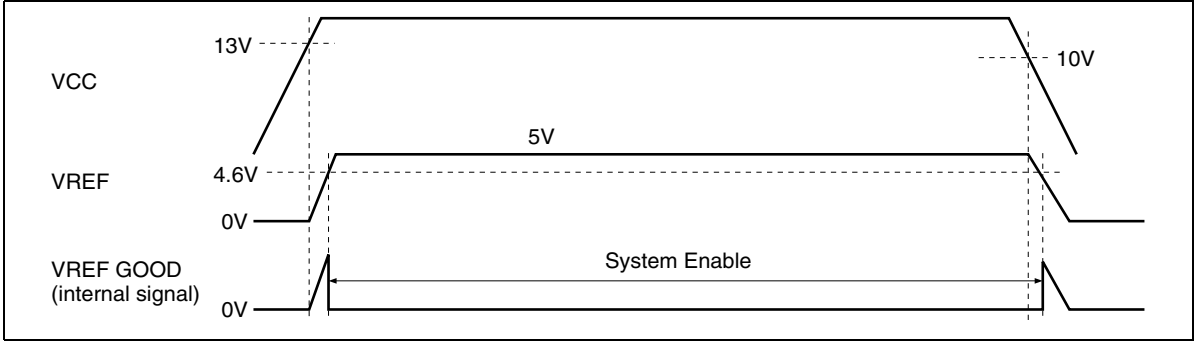 13V
10V
VCC
5V
4.6V
VREF
0V
VREF GOOD
(internal signal)
System Enable
0V